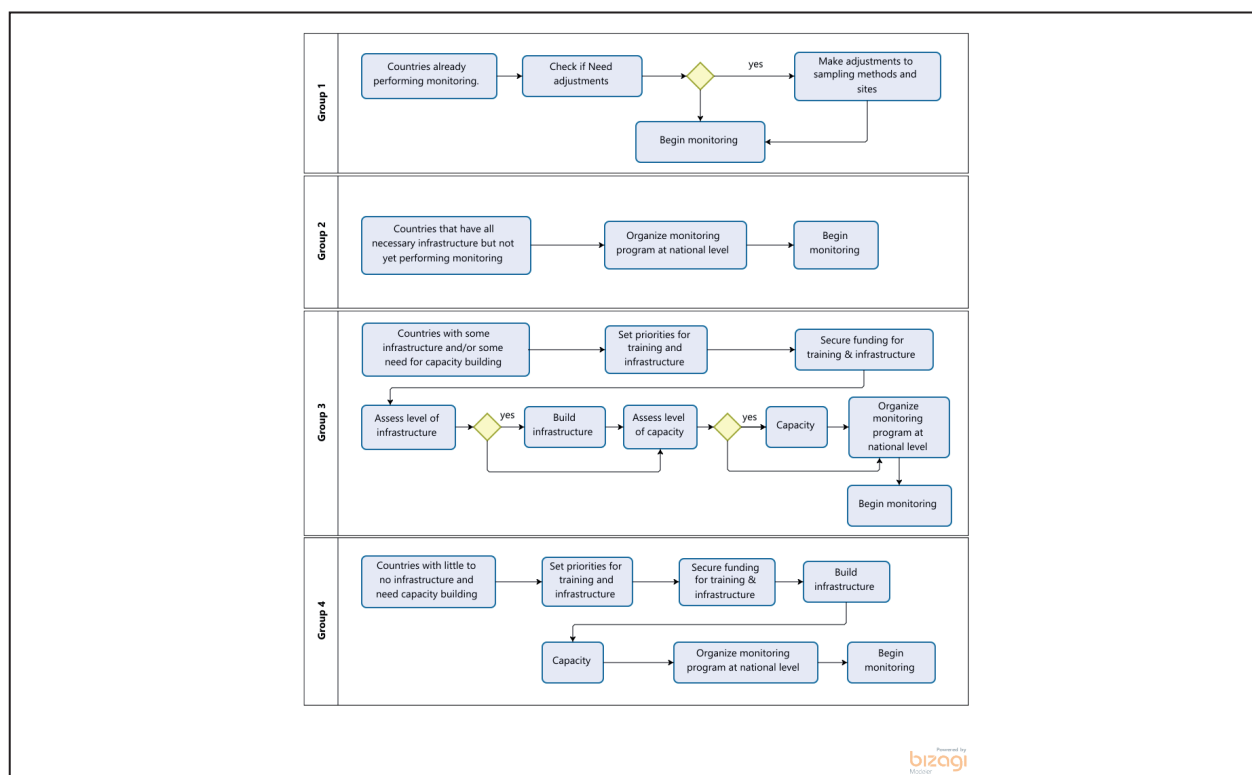 Group 1
Countries already
performing monitoring.
Check if Need
adjustments
yes
Make adjustments to
sampling methods and
sites
Begin monitoring
Group 2
Countries that have all
necessary infrastructure but not
yet performing monitoring
Organize monitoring
program at national level
Begin
monitoring
Group 3
Countries with some
infrastructure and/or some
need for capacity building
Set priorities for
training and
infrastructure
Secure funding for
training & infrastructure
Assess level of
infrastructure
yes
Build
infrastructure
Assess level
of capacity
yes
Capacity
Organize
monitoring
program at
national level
Begin monitoring
Group 4
Countries with little to
no infrastructure and
need capacity building
Set priorities for
training and
infrastructure
Secure funding
for training &
infrastructure
Build
infrastructure
Capacity
Organize monitoring
program at national level
Begin
monitoring
Powered by
bizagi
Modeler